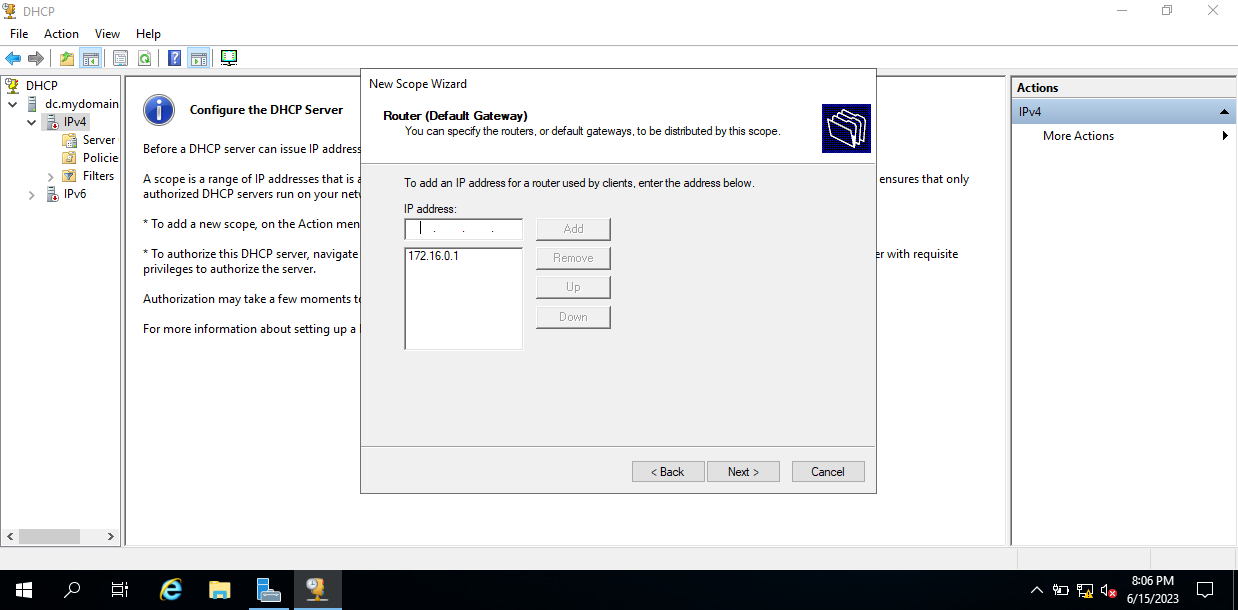 DHCP
File Action View Help
DHCP
dc.mydomain
IPv4
Server
Policie
Filters
IPv6
Configure the DHCP Server
Before a DHCP server can issue IP address
A scope is a range of IP addresses that is a
ensures that only
authorized DHCP servers run on your netw
* To add a new scope, on the Action men
* To authorize this DHCP server, navigate
er with requisite
privileges to authorize the server.
Authorization may take a few moments to
For more information about setting up a
New Scope Wizard
Router (Default Gateway)
You can specify the routers, or default gateways, to be distributed by this scope.
To add an IP address for a router used by clients, enter the address below.
IP address:
. . .
Add
172.16.0.1
Remove
Up
Down
< Back
Next >
Cancel
Actions
IPv4
More Actions
8:06 PM
6/15/2023